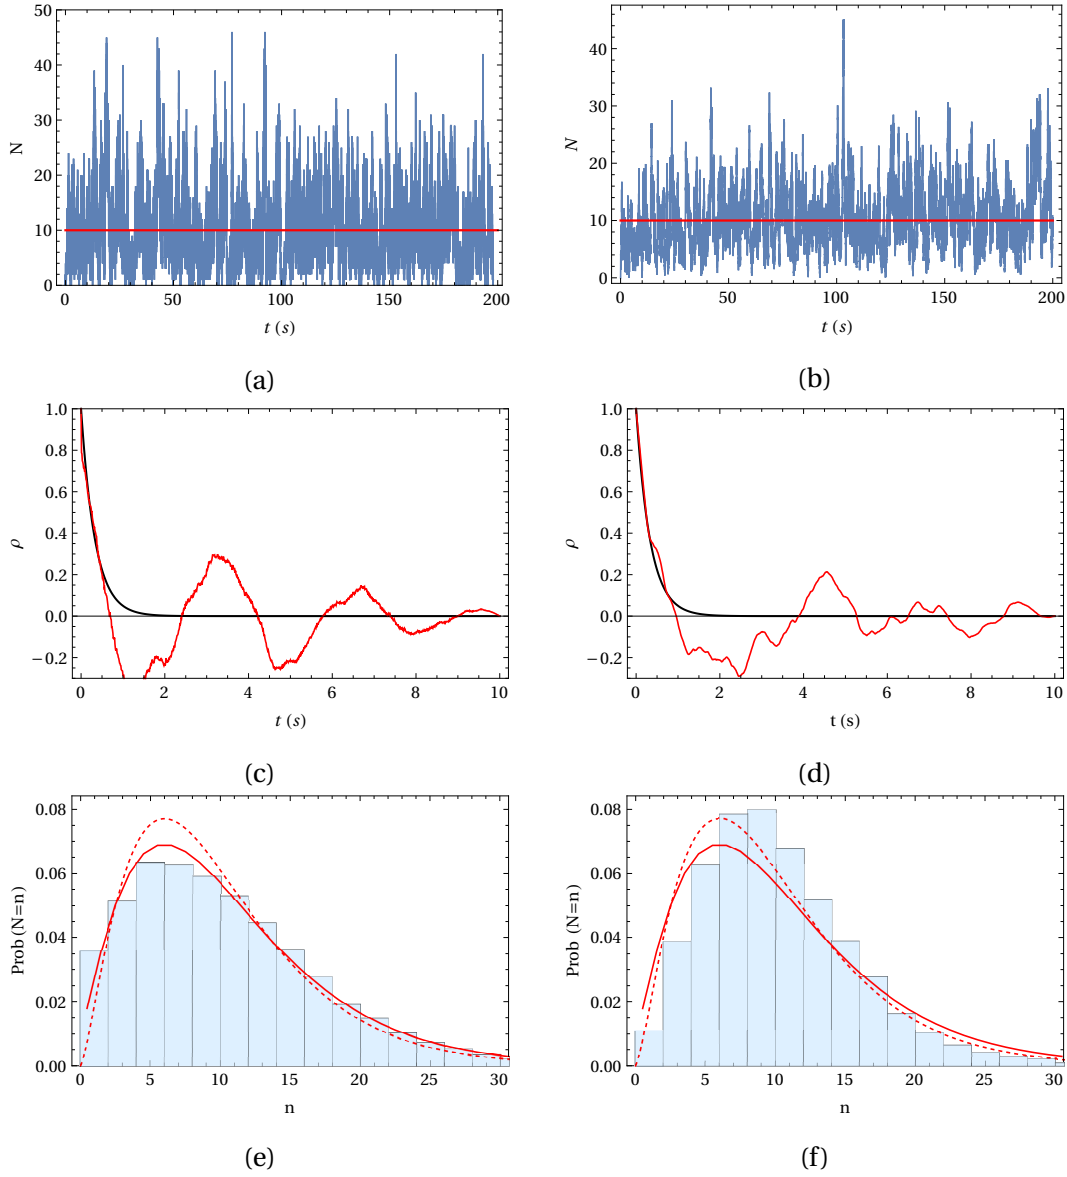 50
40
30
20
10
0
N
0 50 100 150 200
t (s)
(a)
40
30
20
10
0
N
0 50 100 150 200
t (s)
(b)
1.0
0.8
0.6
0.4
0.2
0.0
−0.2
ρ
0 2 4 6 8 10
t (s)
(c)
1.0
0.8
0.6
0.4
0.2
0.0
−0.2
ρ
0 2 4 6 8 10
t (s)
(d)
0.08
0.06
0.04
0.02
0.00
Prob(N=n)
0 5 10 15 20 25 30
n
(e)
0.08
0.06
0.04
0.02
0.00
Prob (N=n)
0 5 10 15 20 25 30
n
(f)